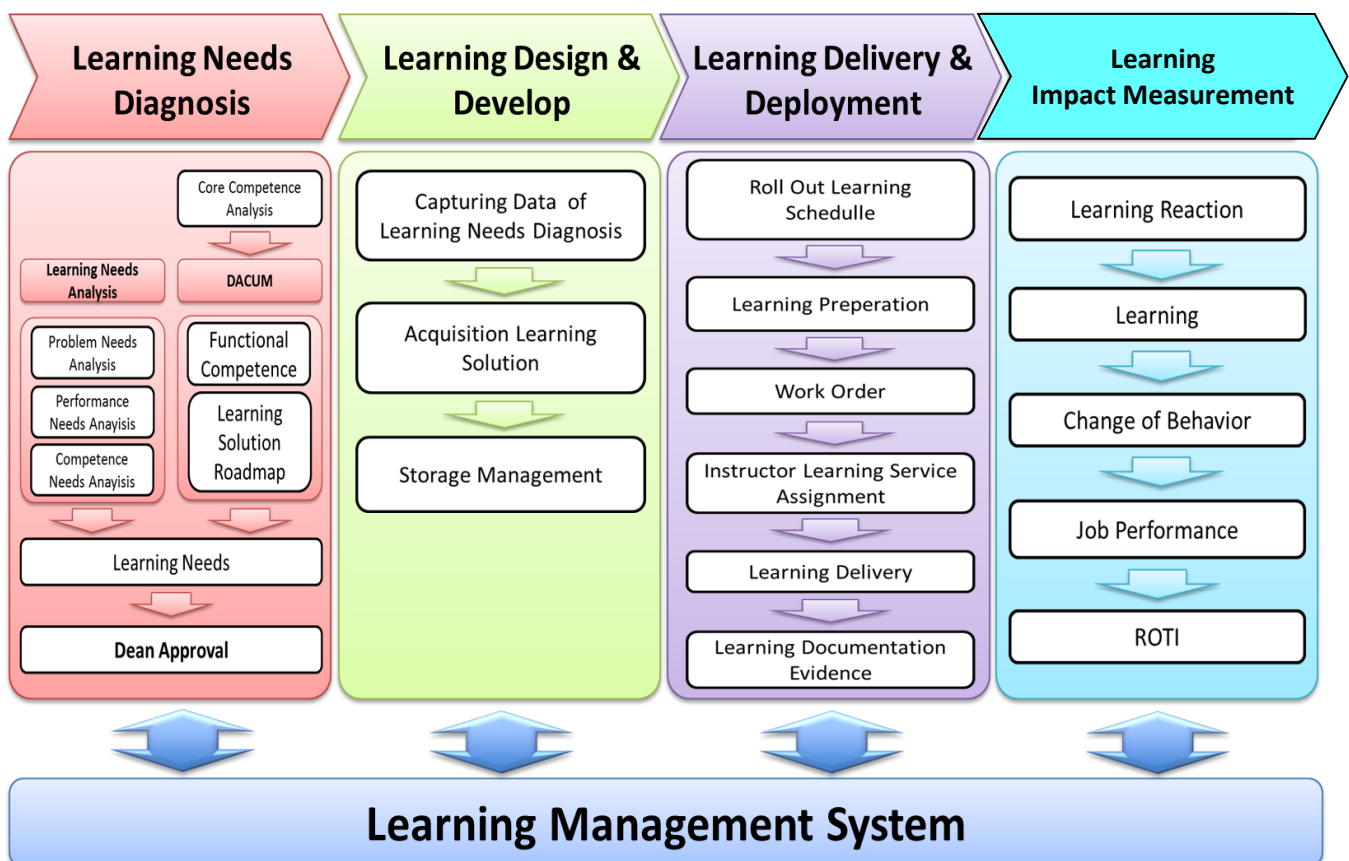 Learning Needs
Diagnosis
Learning Design &
Develop
Learning Delivery &
Deployment
Learning
Impact Measurement
Core Competence
Analysis
Learning Needs
Analysis
DACUM
Problem Needs
Analysis
Performance
Needs Anayisis
Competence
Needs Anayisis
Functional
Competence
Learning
Solution
Roadmap
Learning Needs
Dean Approval
Capturing Data of
Learning Needs Diagnosis
Acquisition Learning
Solution
Storage Management
Roll Out Learning
Schedulle
Learning Preperation
Work Order
Instructor Learning Service
Assignment
Learning Delivery
Learning Documentation
Evidence
Learning Reaction
Learning
Change of Behavior
Job Performance
ROTI
Learning Management System